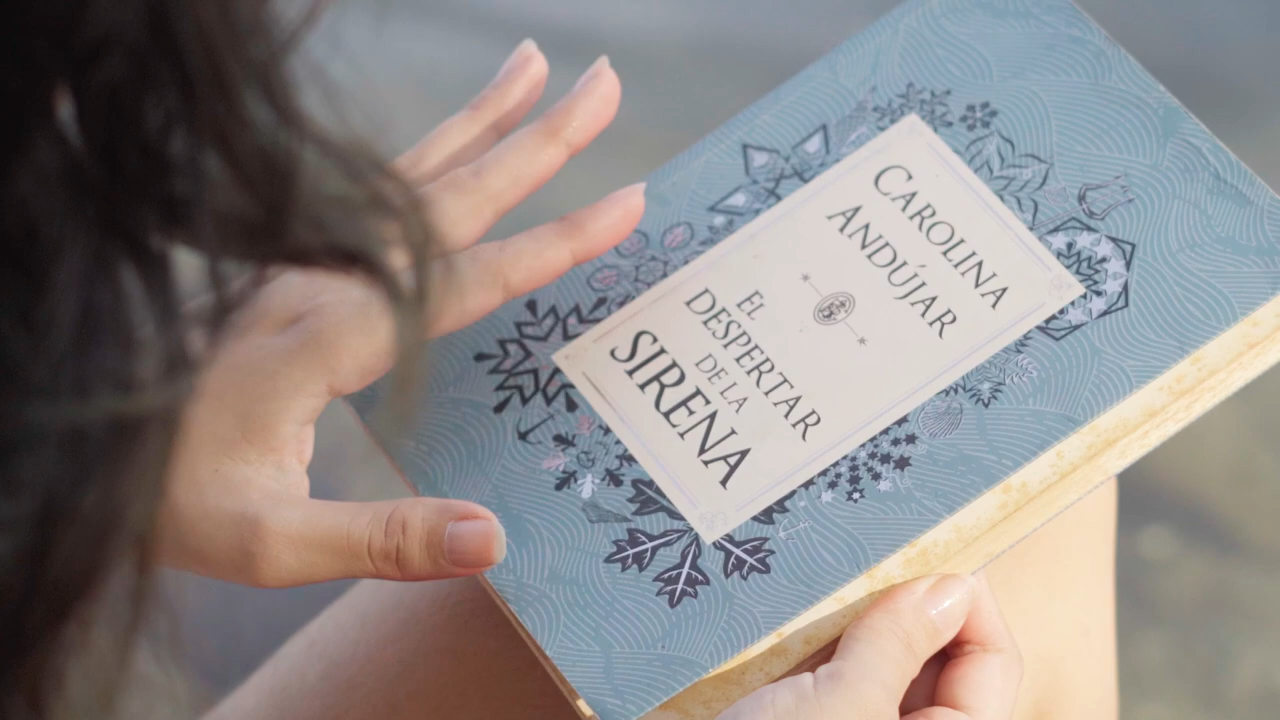 CAROLINA
ANDÚJAR
EL
DESPERTAR
DE LA
SIRENA